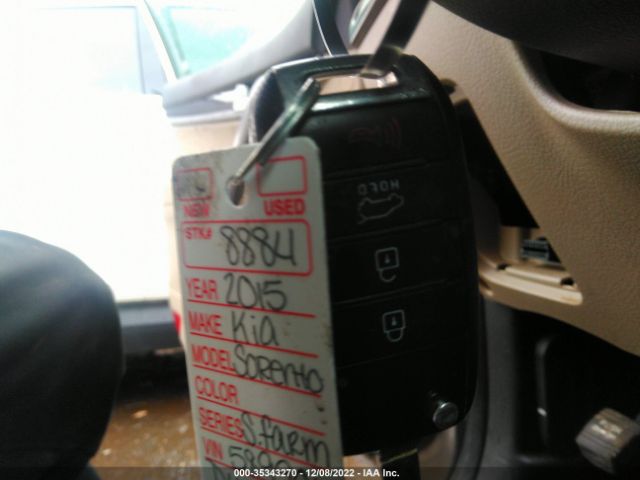 HOLD
NEW USED
STK# 8884
YEAR 2015
MAKE Kia
MODEL Sorento
COLOR
SERIES S.farm
VIN
000-35343270 - 12/08/2022 - IAA Inc.